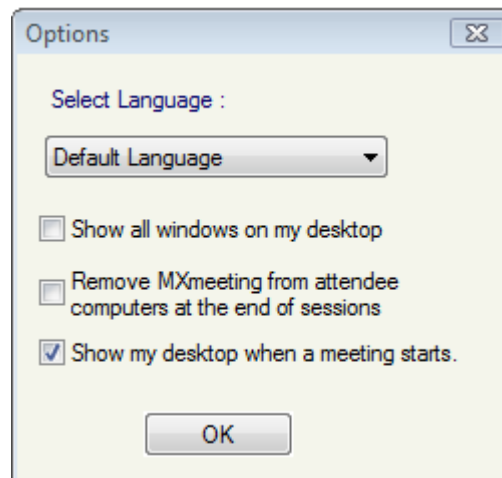 Options
Select Language :
Default Language
Show all windows on my desktop
Remove MXmeeting from attendee
computers at the end of sessions
Show my desktop when a meeting starts.
OK